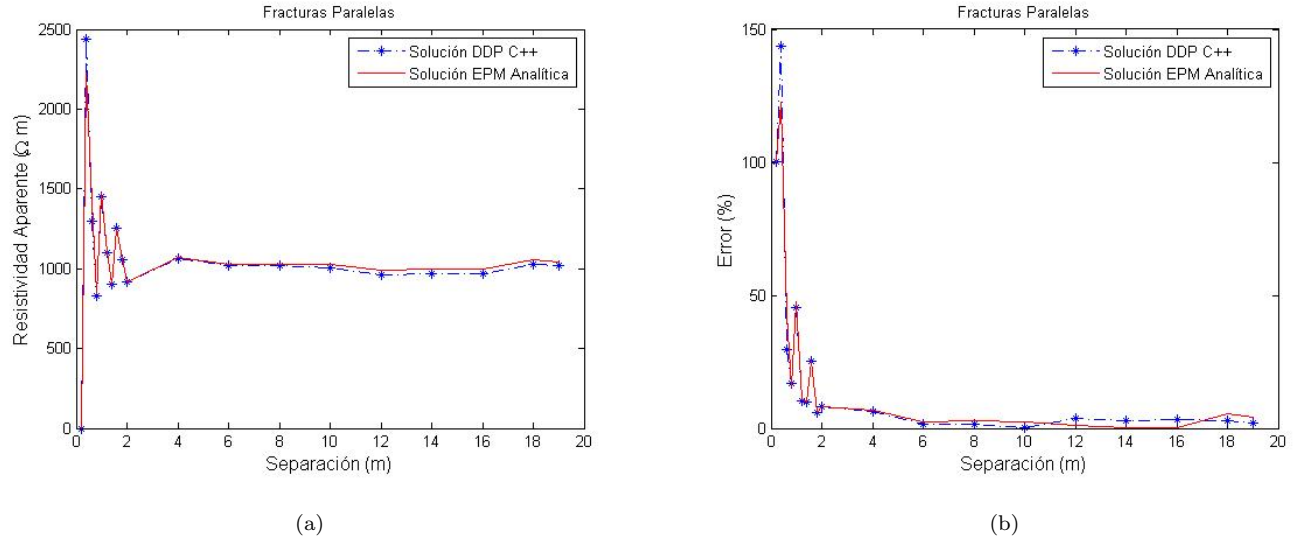 Fracturas Paralelas
2500
2000
1500
1000
500
0
Resistividad Aparente (Ω m)
Solución DDP C++
Solución EPM Analítica
0 2 4 6 8 10 12 14 16 18 20
Separación (m)
(a)
Fracturas Paralelas
150
100
50
0
Error (%)
Solución DDP C++
Solución EPM Analítica
0 2 4 6 8 10 12 14 16 18 20
Separación (m)
(b)